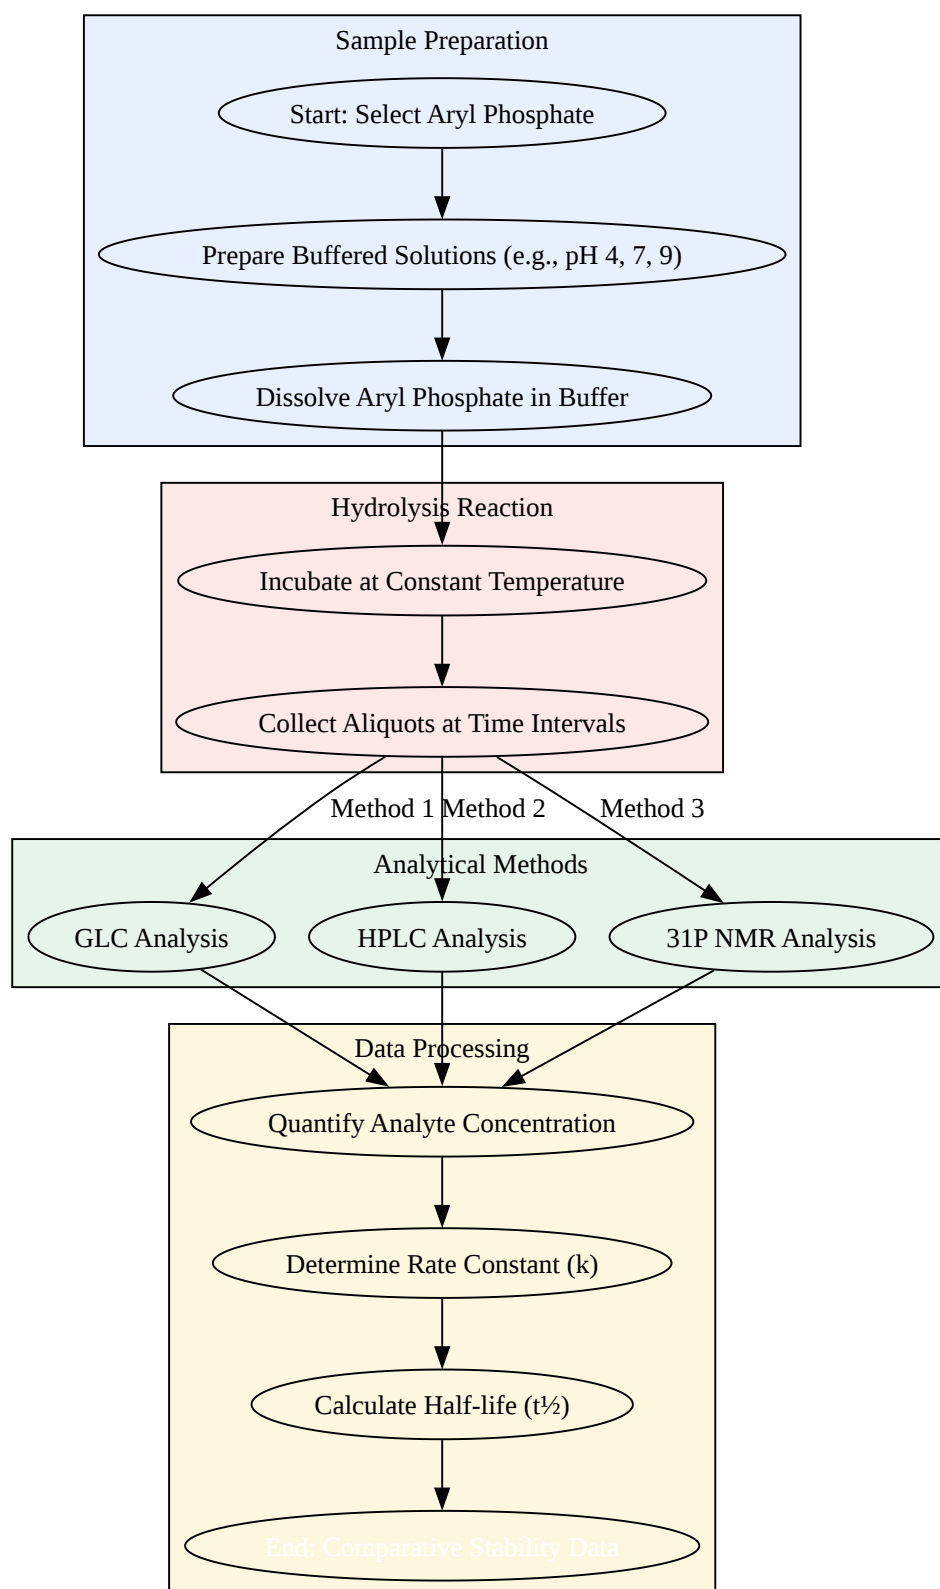 Sample Preparation
Start: Select Aryl Phosphate
Prepare Buffered Solutions (e.g., pH 4, 7, 9)
Dissolve Aryl Phosphate in Buffer
Hydrolysis Reaction
Incubate at Constant Temperature
Collect Aliquots at Time Intervals
Method 1
Method 2
Method 3
Analytical Methods
GLC Analysis
HPLC Analysis
31P NMR Analysis
Data Processing
Quantify Analyte Concentration
Determine Rate Constant (k)
Calculate Half-life (t½)
End: Comparative Stability Data